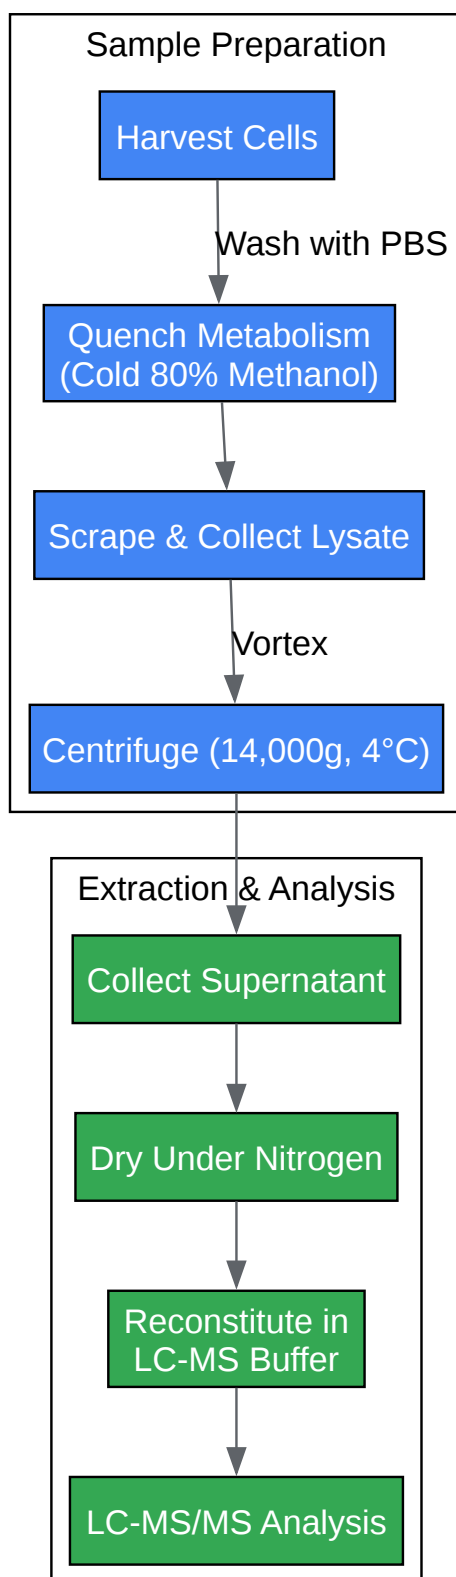 Sample Preparation
Harvest Cells
Wash with PBS
Quench Metabolism
(Cold 80% Methanol)
Scrape & Collect Lysate
Vortex
Centrifuge (14,000g, 4°C)
Extraction & Analysis
Collect Supernatant
Dry Under Nitrogen
Reconstitute in
LC-MS Buffer
LC-MS/MS Analysis